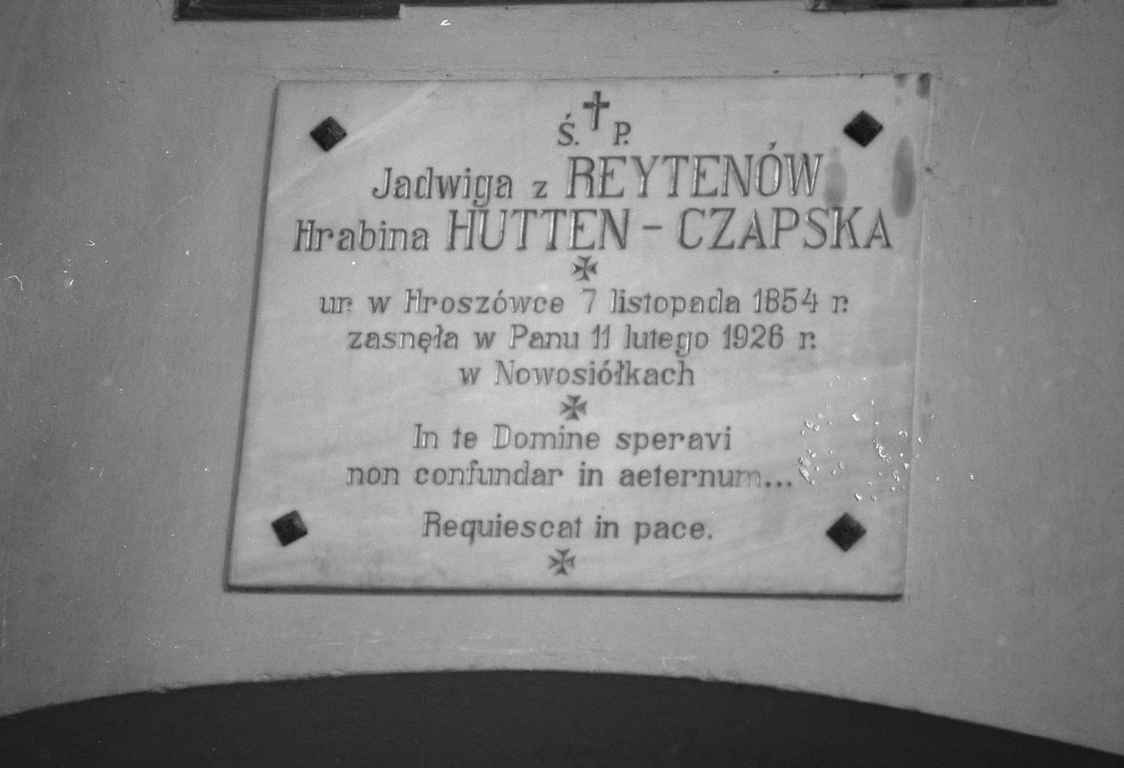 Ś. † P.
Jadwiga z REYTENÓW
Hrabina HUTTEN - CZAPSKA
ur. w Hroszówce 7 listopada 1854 r.
zasnęła w Panu 11 lutego 1926 r.
w Nowosiółkach
In te Domine speravi
non confundar in aeternum...
Requiescat in pace.